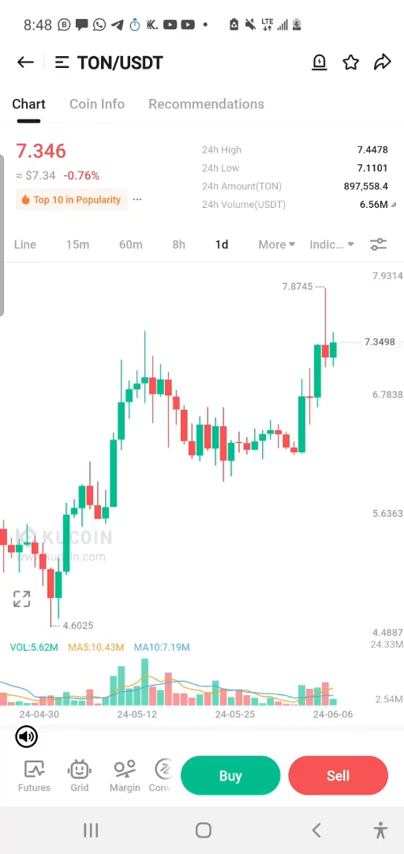 8:48 LTE
TON/USDT
Chart Coin Info Recommendations
7.346
≈ $7.34 -0.76%
Top 10 in Popularity ...
24h High 7.4478
24h Low 7.1101
24h Amount(TON) 897,558.4
24h Volume(USDT) 6.56M
Line 15m 60m 8h 1d More Indic...
7.9314
7.8745
7.3498
6.7838
5.6363
KUCOIN
www.kucoin.com
4.6025
4.4887
VOL:5.62M MA5:10.43M MA10:7.19M 24.33M
2.54M
24-04-30 24-05-12 24-05-25 24-06-06
Futures Grid Margin Conv
Buy Sell